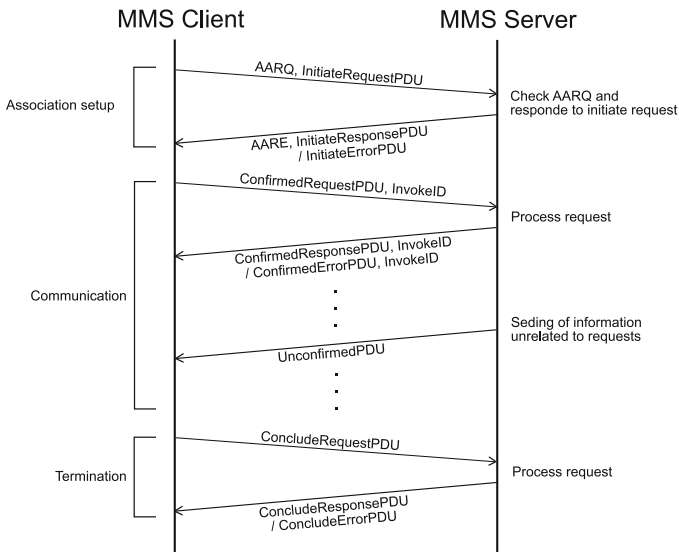 MMS Client
MMS Server
AARQ, InitiateRequestPDU
Association setup
Check AARQ and
responde to initiate request
AARE, InitiateResponsePDU
/ InitiateErrorPDU
ConfirmedRequestPDU, InvokeID
Process request
ConfirmedResponsePDU, InvokeID
/ ConfirmedErrorPDU, InvokeID
Communication
Seding of information
unrelated to requests
UnconfirmedPDU
ConcludeRequestPDU
Termination
Process request
ConcludeResponsePDU
/ ConcludeErrorPDU